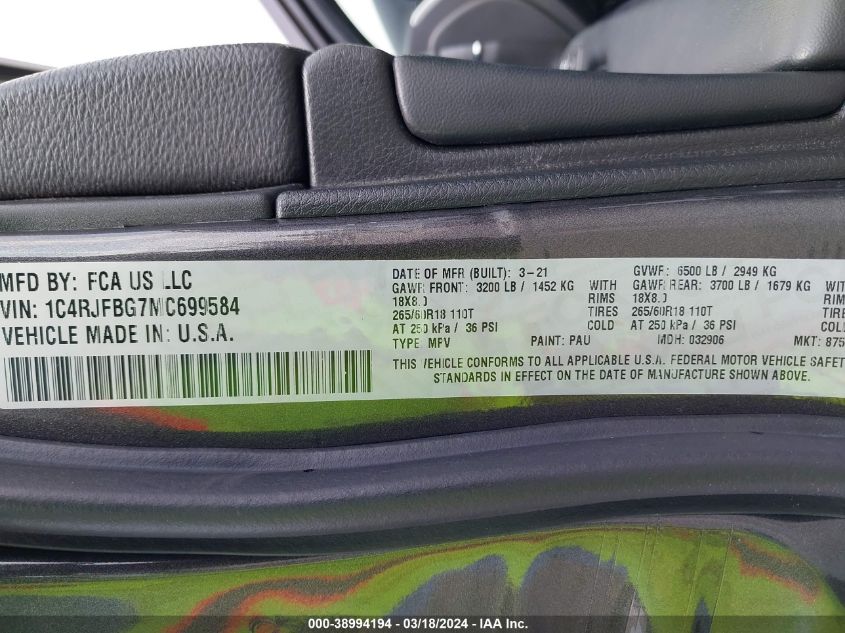 MFD BY: FCA US LLC
VIN: 1C4RJFBG7MC699584
VEHICLE MADE IN: U.S.A.
DATE OF MFR (BUILT): 3-21 GVWR: 6500 LB / 2949 KG
GAWR FRONT: 3200 LB / 1452 KG WITH GAWR REAR: 3700 LB / 1679 KG
18X8.0 RIMS 18X8.0
265/60R18 110T TIRES 265/60R18 110T
AT 250 kPa / 36 PSI COLD AT 250 kPa / 36 PSI
TYPE: MPV PAINT: PAU MDH: 032906 MKT: 875
THIS VEHICLE CONFORMS TO ALL APPLICABLE U.S.A. FEDERAL MOTOR VEHICLE SAFET
STANDARDS IN EFFECT ON THE DATE OF MANUFACTURE SHOWN ABOVE.
000-38994194 - 03/18/2024 - IAA Inc.